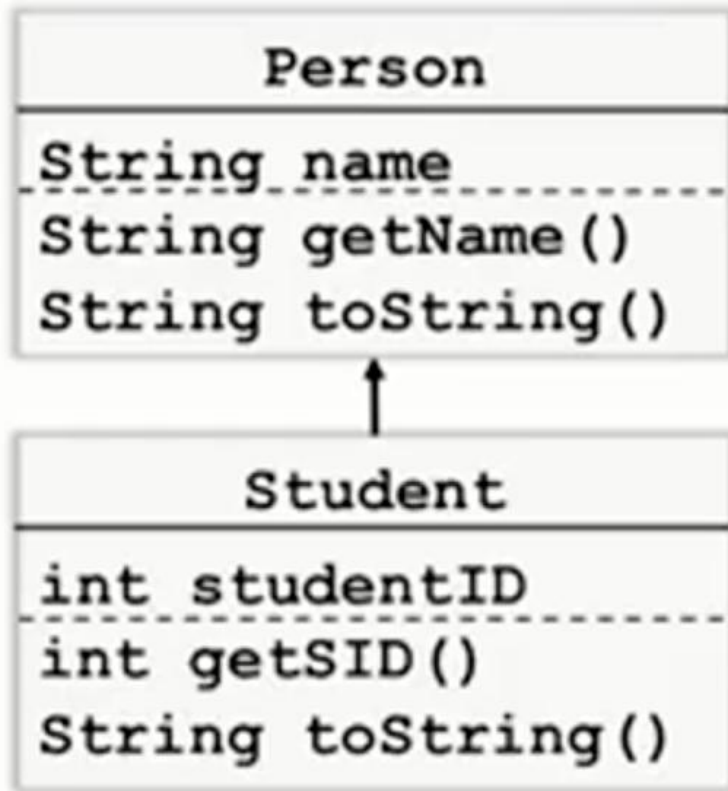 Person
String name
String getName()
String toString()
Student
int studentID
int getSID()
String toString()